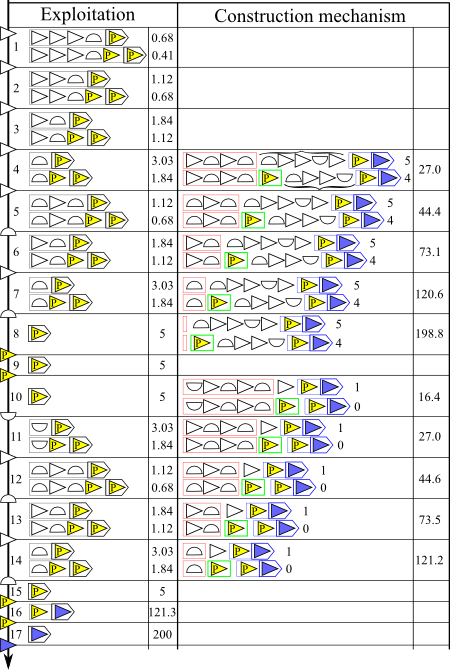 Exploitation Construction mechanism
1 P 0.68
P P 0.41
2 P 1.12
P P 0.68
3 P 1.84
P P 1.12
4 P 3.03 P 5 27.0
P P 1.84 P P 4
5 P 1.12 P 5 44.4
P P 0.68 P P 4
6 P 1.84 P 5 73.1
P P 1.12 P P 4
7 P 3.03 P 5 120.6
P P 1.84 P P 4
8 P 5 P 5 198.8
P P 4
P
9 P 5
P
10 P 5 P 1 16.4
P P 0
11 P 3.03 P 1 27.0
P P 1.84 P P 0
12 P 1.12 P 1 44.6
P P 0.68 P P 0
13 P 1.84 P 1 73.5
P P 1.12 P P 0
14 P 3.03 P 1 121.2
P P 1.84 P P 0
15 P 5
P
16 P 121.3
P
17 200